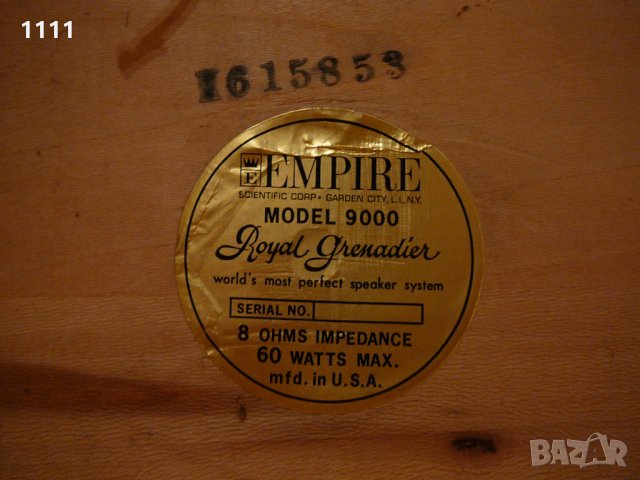 1111
1615853
E EMPIRE
SCIENTIFIC CORP • GARDEN CITY, L.I., N.Y.
MODEL 9000
Royal Grenadier
world's most perfect speaker system
SERIAL NO.
8 OHMS IMPEDANCE
60 WATTS MAX.
mfd. in U.S.A.
BAZAR